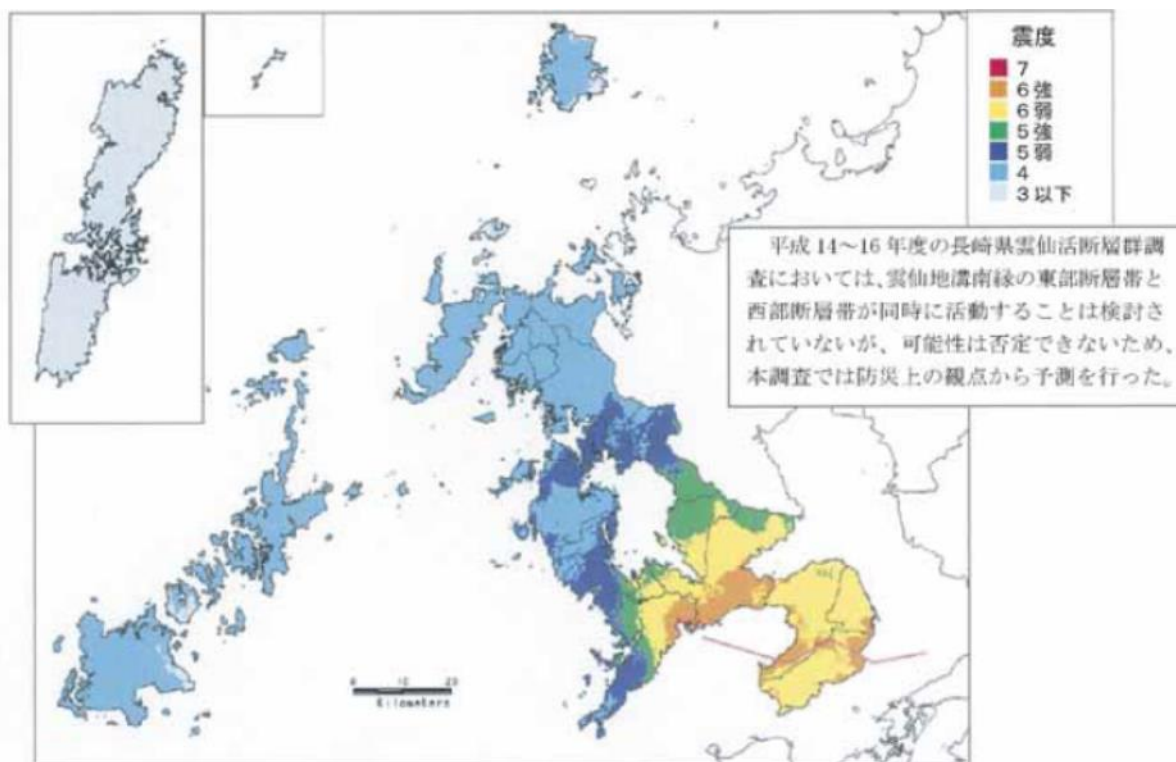 震度
7
6強
6弱
5強
5弱
4
3以下
平成14～16年度の長崎県雲仙活断層群調
査においては、雲仙地溝南縁の東部断層帯と
西部断層帯が同時に活動することは検討さ
れていないが、可能性は否定できないため、
本調査では防災上の観点から予測を行った。
0 10 20
Kilometers